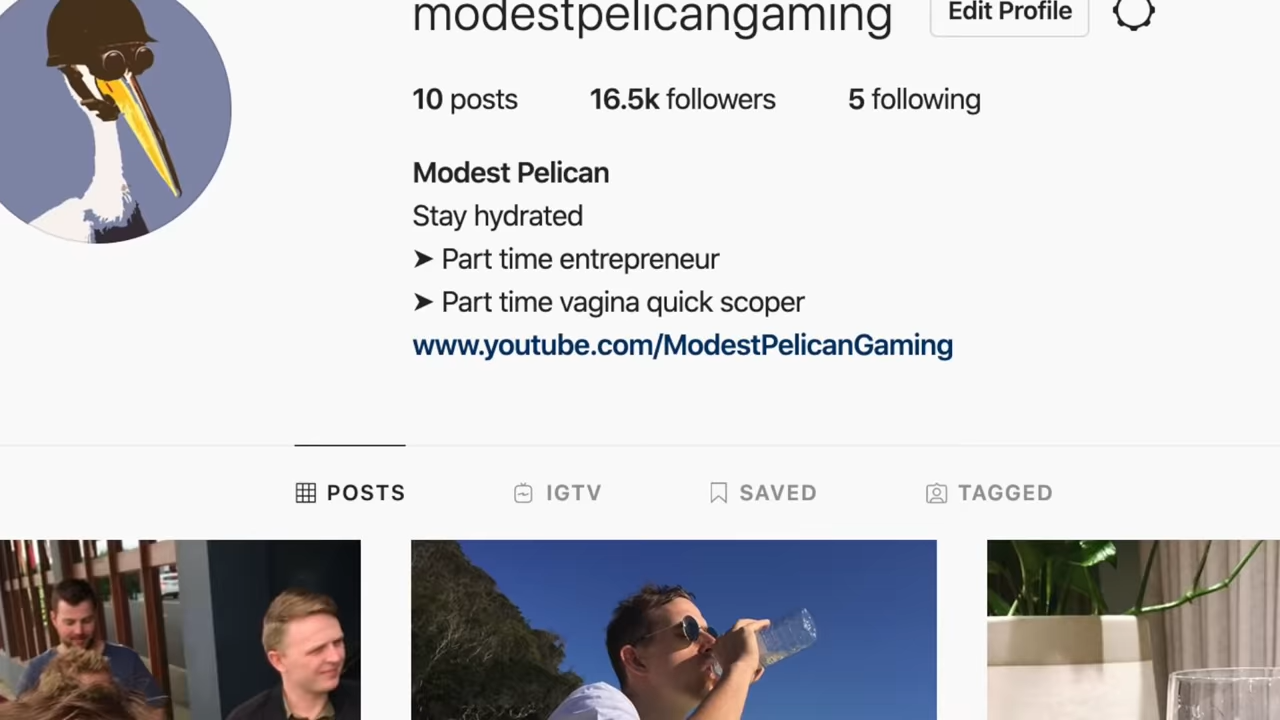 modestpelicangaming Edit Profile
10 posts 16.5k followers 5 following
Modest Pelican
Stay hydrated
➤ Part time entrepreneur
➤ Part time vagina quick scoper
www.youtube.com/ModestPelicanGaming
POSTS IGTV SAVED TAGGED